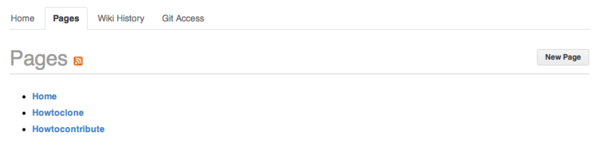 Home Pages Wiki History Git Access
Pages New Page
Home
Howtoclone
Howtocontribute